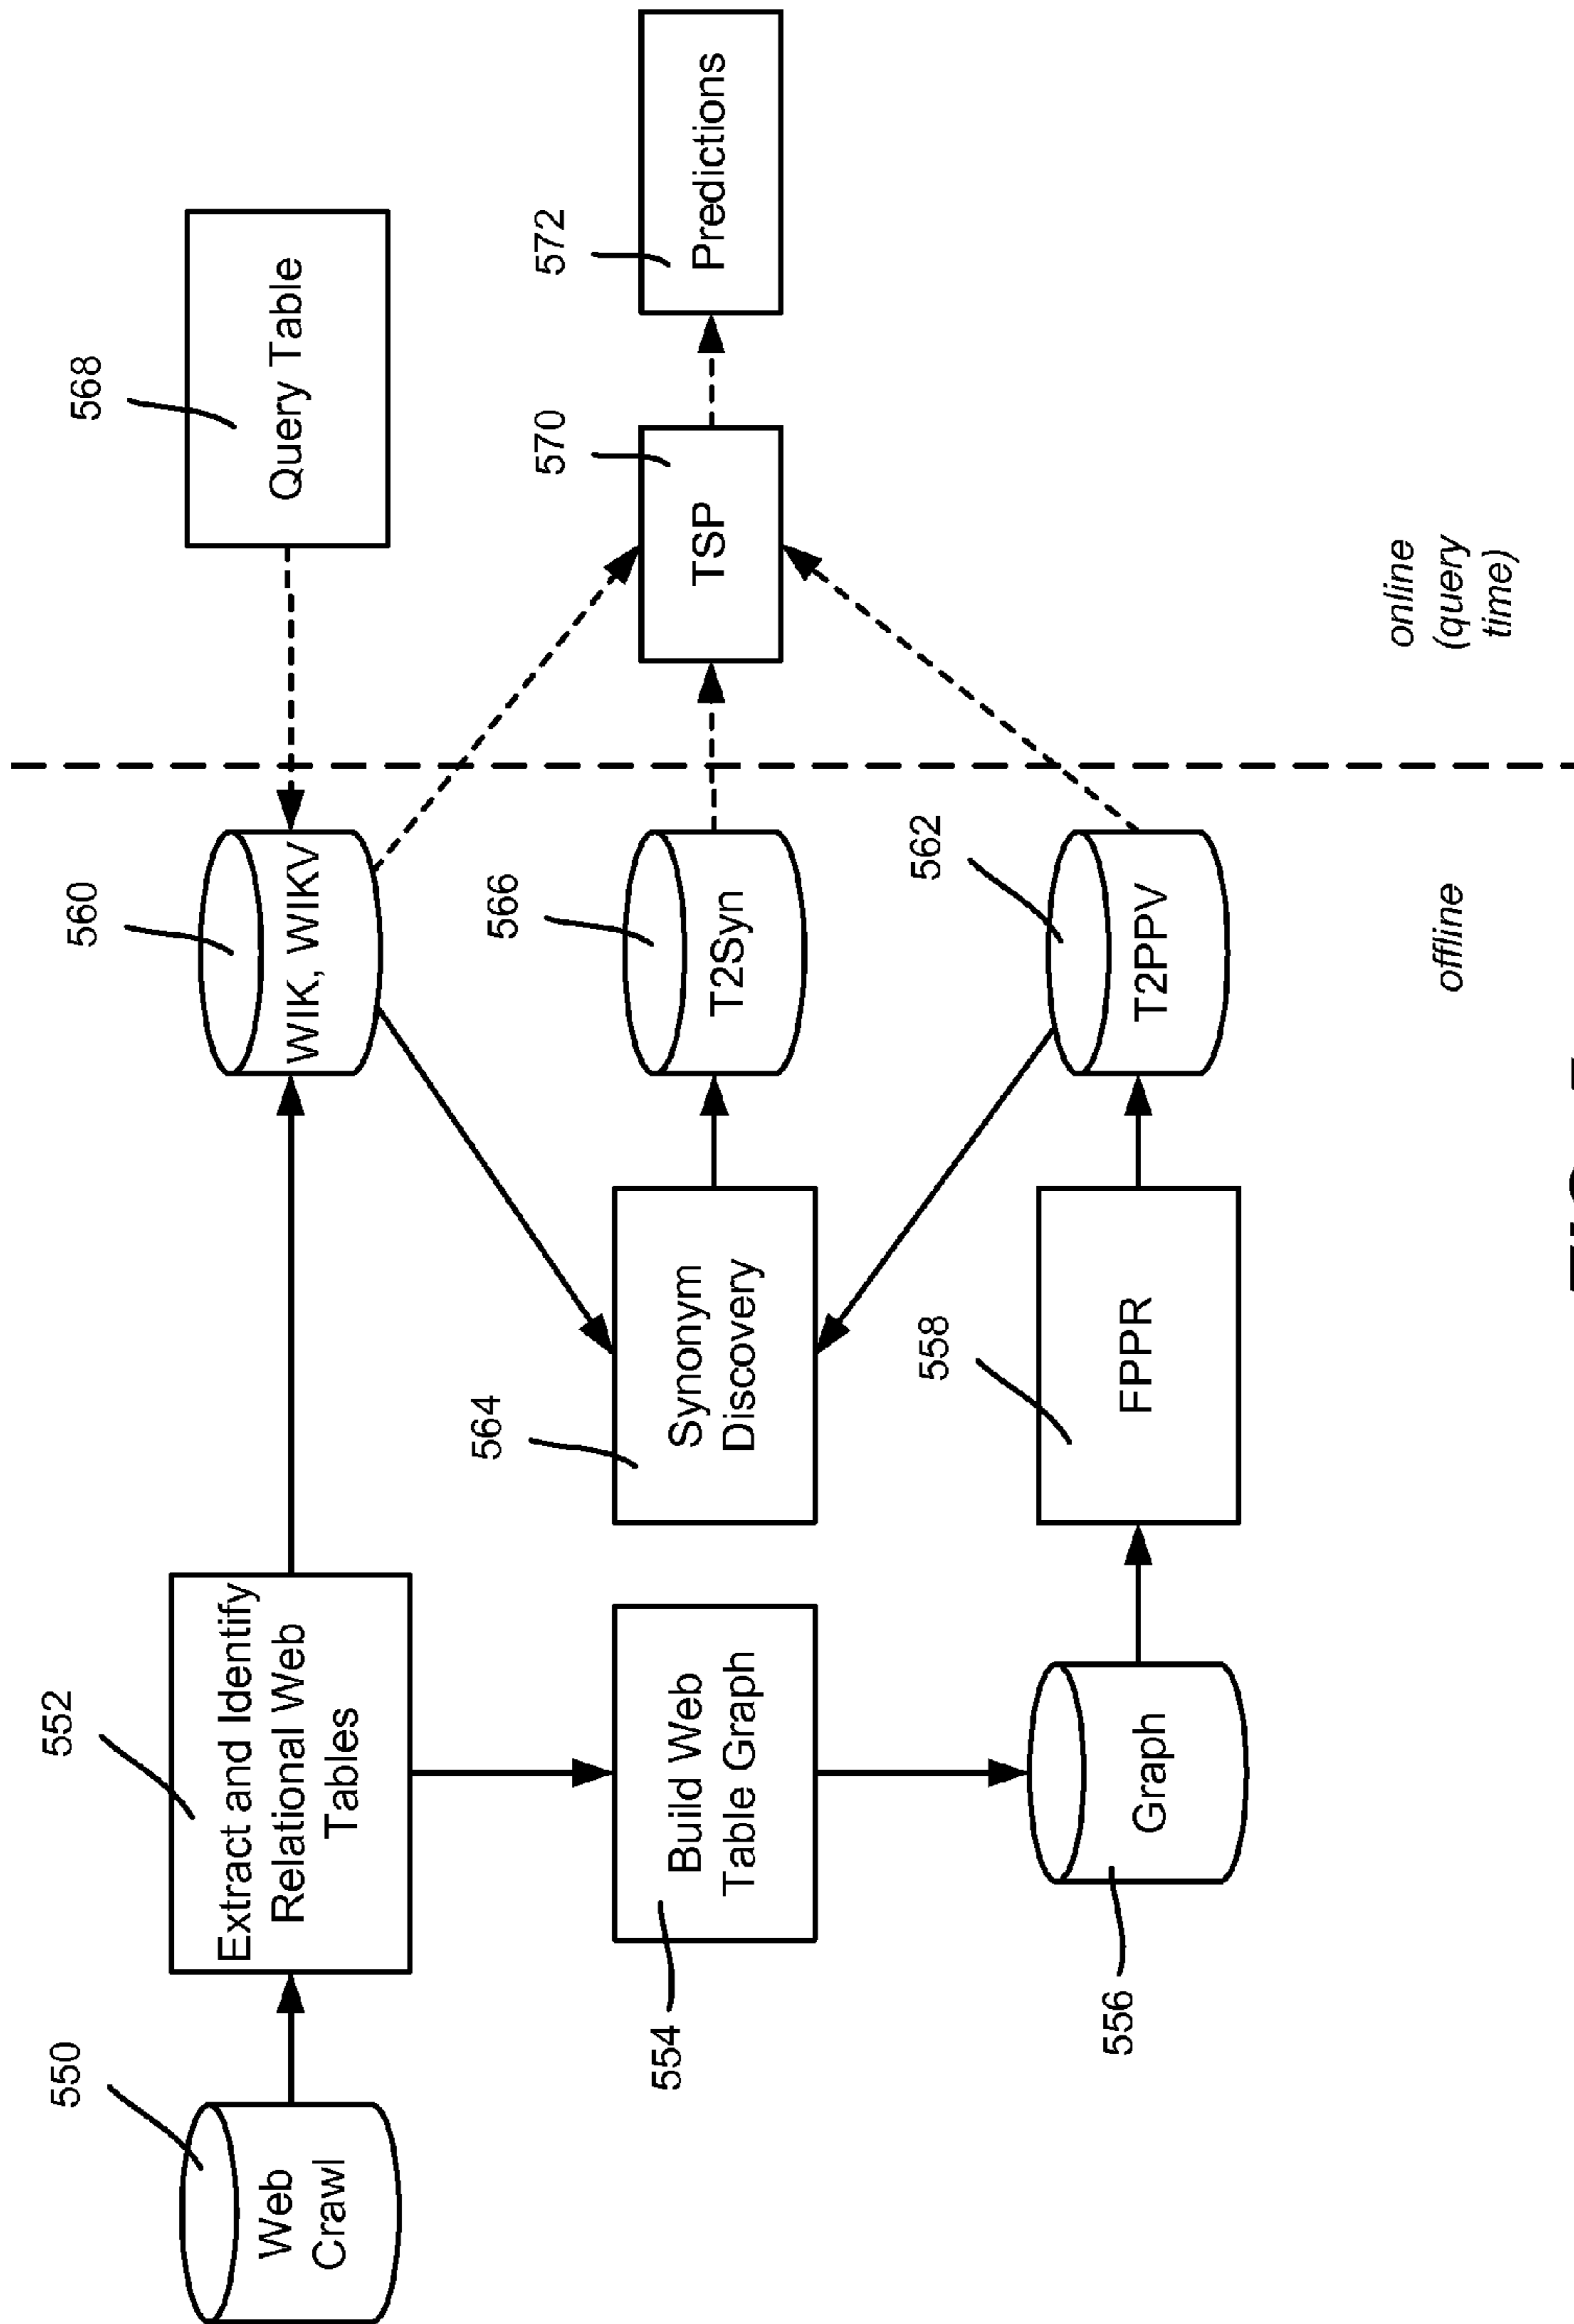 550
Web
Crawl
552
Extract and Identify
Relational Web
Tables
560
WIK, WIKV
568
Query Table
554
Build Web
Table Graph
564
Synonym
Discovery
566
T2Syn
570
TSP
572
Predictions
556
Graph
558
FPPR
562
T2PPV
offline
online
(query
time)